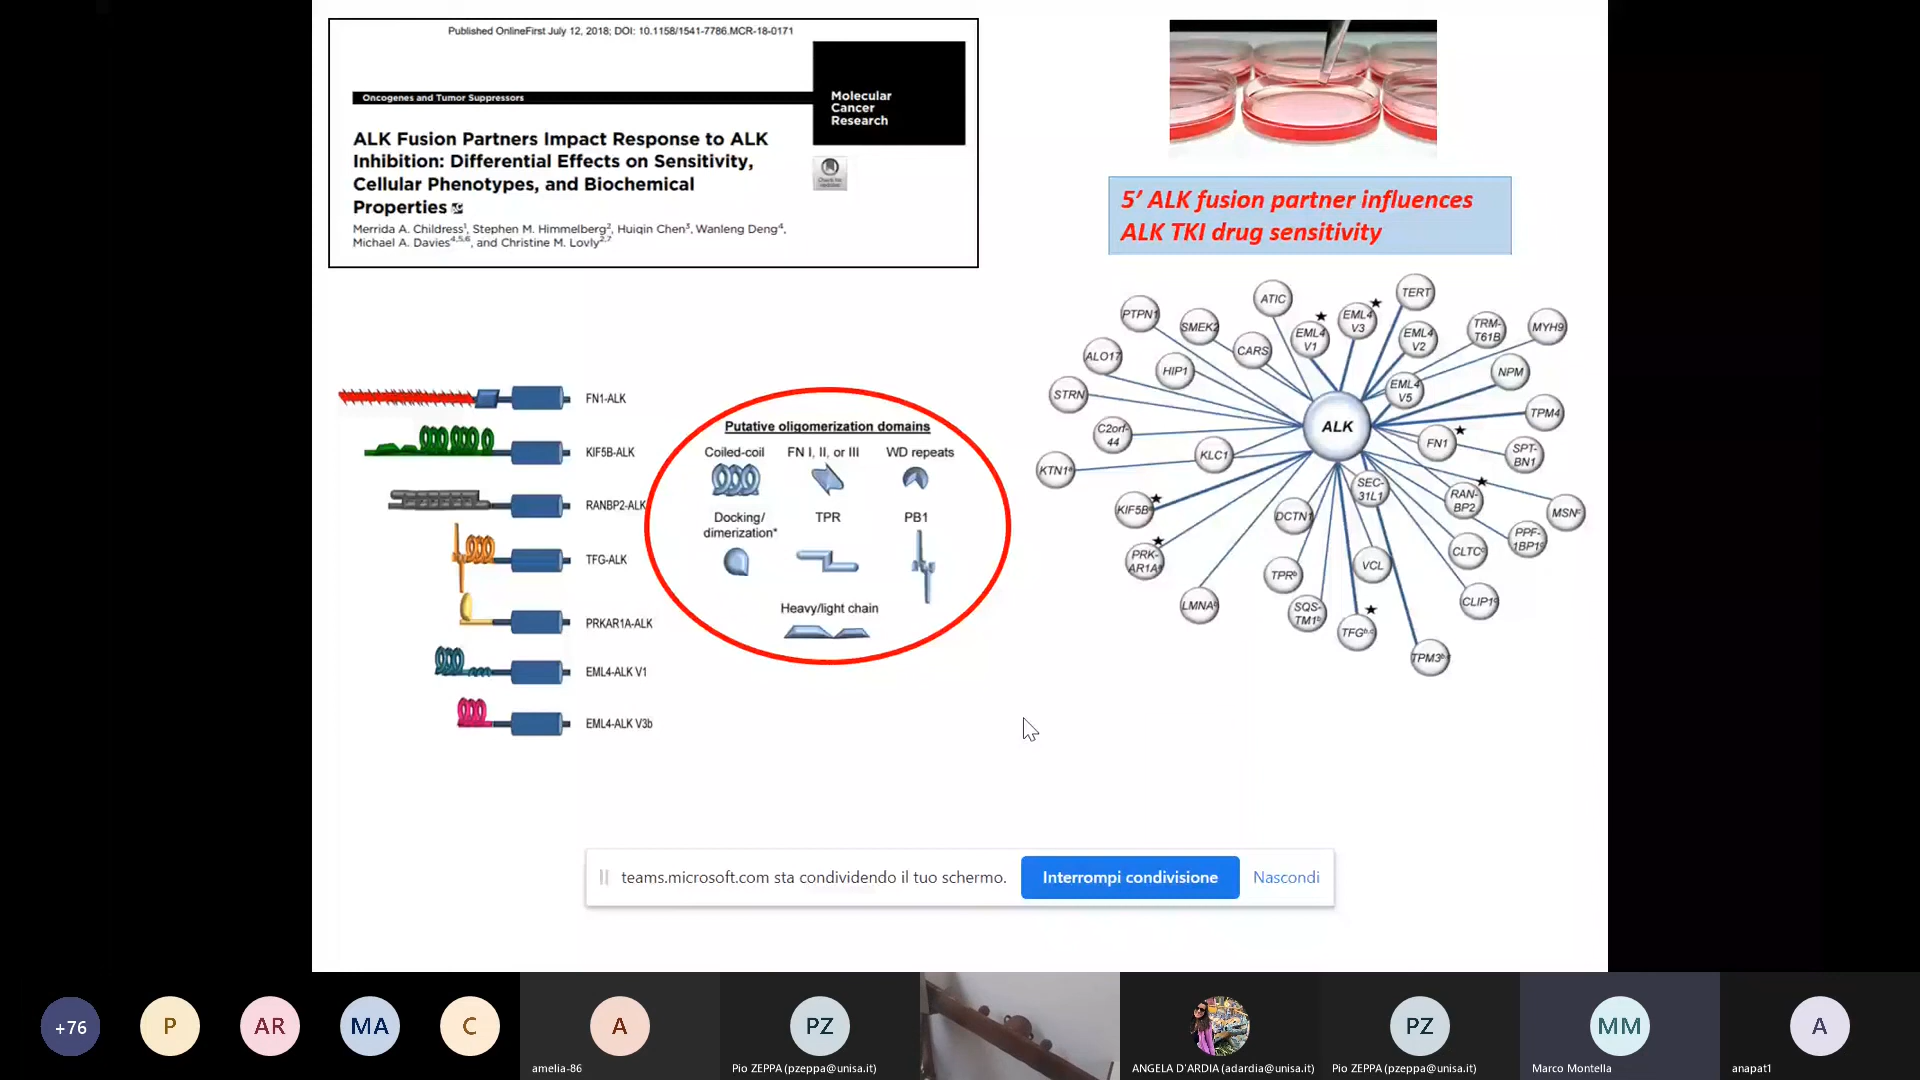 Published OnlineFirst July 12, 2018; DOI: 10.1158/1541-7786.MCR-18-0171
Oncogenes and Tumor Suppressors
Molecular
Cancer
Research
ALK Fusion Partners Impact Response to ALK
Inhibition: Differential Effects on Sensitivity,
Cellular Phenotypes, and Biochemical
Properties
Merrida A. Childress¹, Stephen M. Himmelberg², Huiqin Chen³, Wanleng Deng⁴,
Michael A. Davies⁴,⁵,⁶, and Christine M. Lovly²,⁷
5’ ALK fusion partner influences
ALK TKI drug sensitivity
FN1-ALK
KIF5B-ALK
RANBP2-ALK
TFG-ALK
PRKAR1A-ALK
EML4-ALK V1
EML4-ALK V3b
Putative oligomerization domains
Coiled-coil FN I, II, or III WD repeats
Docking/
dimerization*
TPR
PB1
Heavy/light chain
PTPN1
SMEK2
ATIC
CARS
EML4
V1
EML4
V3
TERT
EML4
V2
TRM-
T61B
MYH9
ALO17
HIP1
NPM
EML4
V5
STRN
TPM4
C2orf-
44
ALK
FN1
SPT-
BN1
KTN1
KLC1
SEC-
31L1
RAN-
BP2
MSN
KIF5B
DCTN1
PPF-
1BP1
PRK-
AR1A
CLTC
VCL
TPR
LMNA
SQS-
TM1
CLIP1
TFG
TPM3
teams.microsoft.com sta condividendo il tuo schermo.
Interrompi condivisione
Nascondi
+76
P
AR
MA
C
A
PZ
PZ
MM
A
amelia-86
Pio ZEPPA (pzeppa@unisa.it)
ANGELA D'ARDIA (adardia@unisa.it)
Pio ZEPPA (pzeppa@unisa.it)
Marco Montella
anapat1